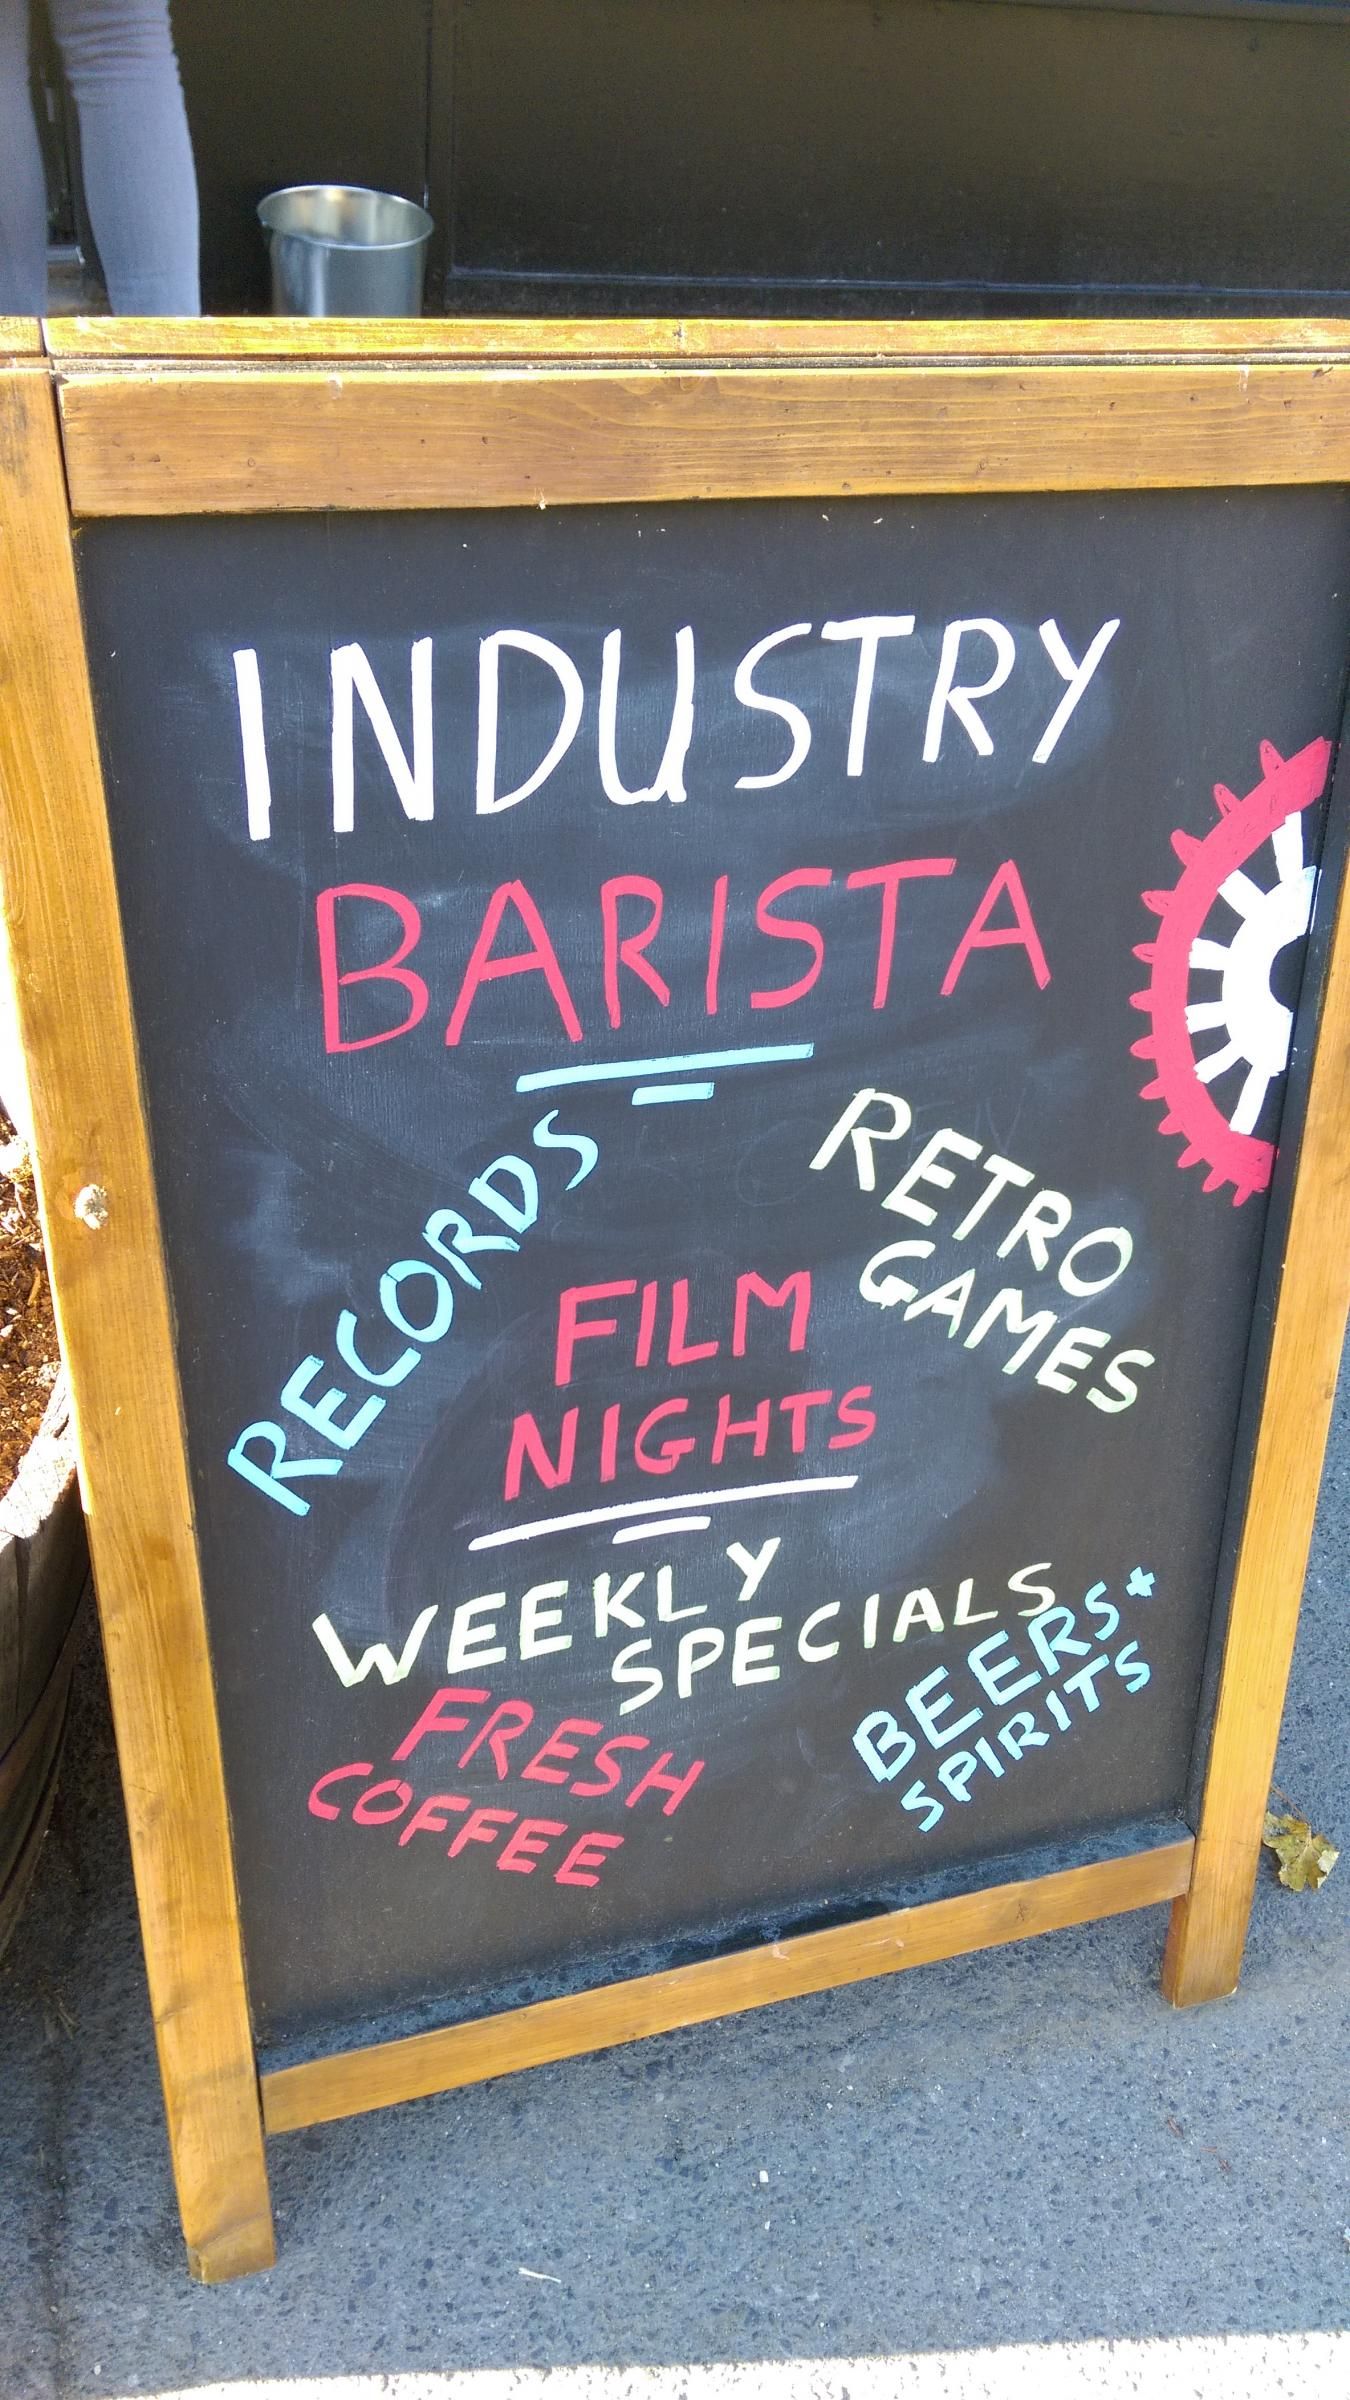 INDUSTRY
BARISTA
RECORDS
RETRO
GAMES
FILM
NIGHTS
WEEKLY
SPECIALS
FRESH
COFFEE
BEERS +
SPIRITS